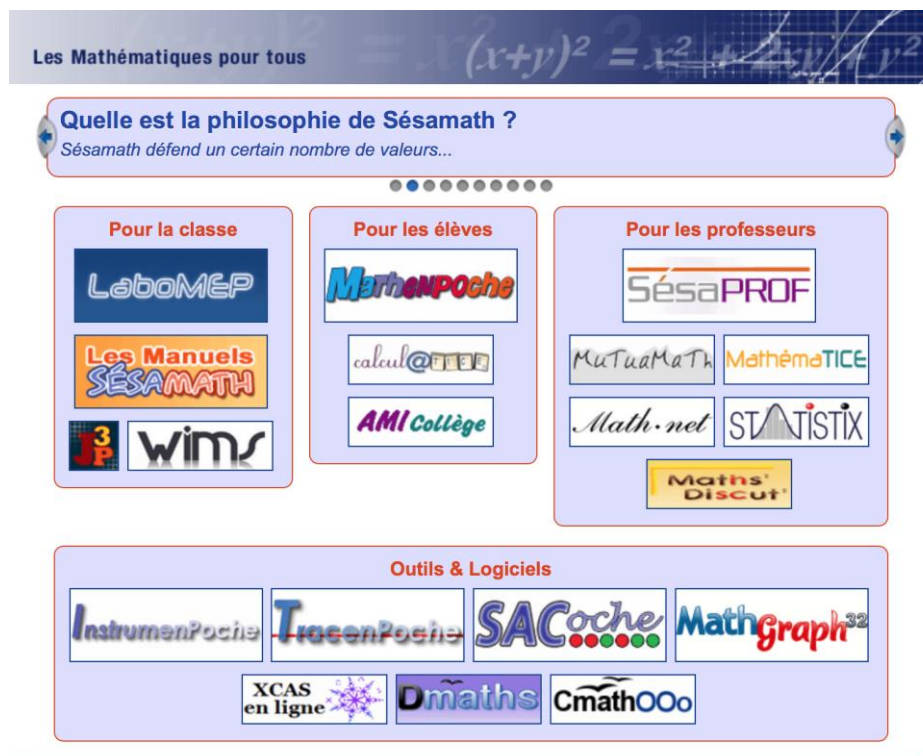 Les Mathématiques pour tous
(x+y)² = x² + 2xy + y²
Quelle est la philosophie de Sésamath ?
Sésamath défend un certain nombre de valeurs...
Pour la classe
LaboMEP
Les Manuels
SÉSAMATH
J3P
wims
Pour les élèves
MathenPoche
calcul@TICE
AMI Collège
Pour les professeurs
SésaPROF
MuTuaMaTh
MathémaTICE
Math.net
STATISTIX
Maths'
Discut'
Outils & Logiciels
InstrumenPoche
TracenPoche
SACoche
MathGraph32
XCAS
en ligne
Dmaths
CmathOOo